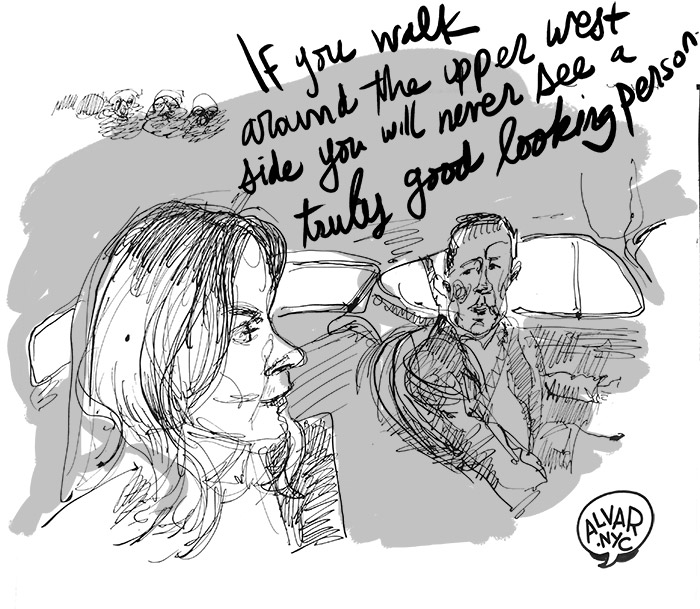 If you walk
around the upper west
side you will never see a
truly good looking person.
ALVAR
.NYC